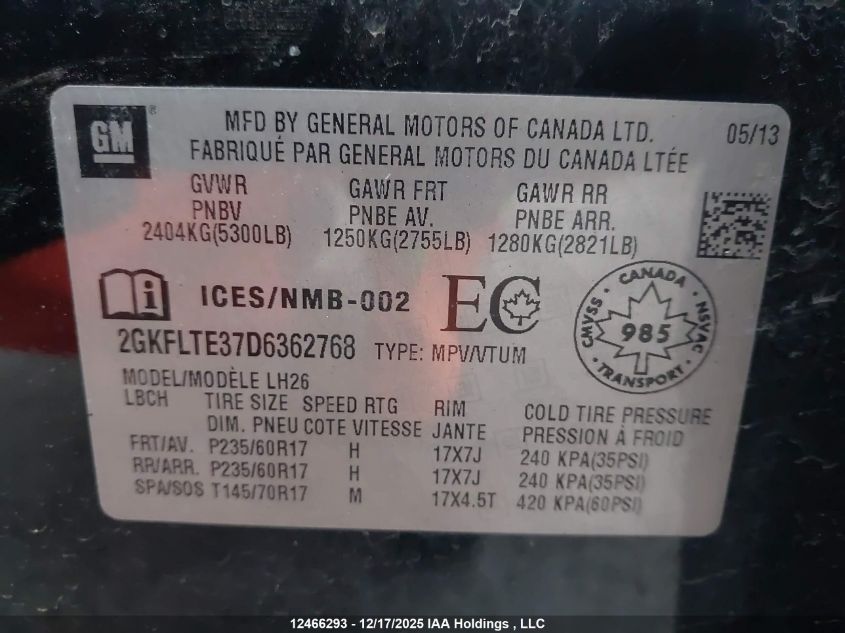 GM®
MFD BY GENERAL MOTORS OF CANADA LTD. 05/13
FABRIQUÉ PAR GENERAL MOTORS DU CANADA LTÉE
GVWR GAWR FRT GAWR RR
PNBV PNBE AV. PNBE ARR.
2404KG(5300LB) 1250KG(2755LB) 1280KG(2821LB)
ICES/NMB-002 EC
CANADA
CMVSS 985 NSVAC
TRANSPORT
2GKFLTE37D6362768 TYPE: MPV/VTUM
MODEL/MODÈLE LH26
LBCH TIRE SIZE SPEED RTG RIM COLD TIRE PRESSURE
DIM. PNEU COTE VITESSE JANTE PRESSION À FROID
FRT/AV. P235/60R17 H 17X7J 240 KPA(35PSI)
RR/ARR. P235/60R17 H 17X7J 240 KPA(35PSI)
SPA/SOS T145/70R17 M 17X4.5T 420 KPA(60PSI)
12466293 - 12/17/2025 IAA Holdings , LLC